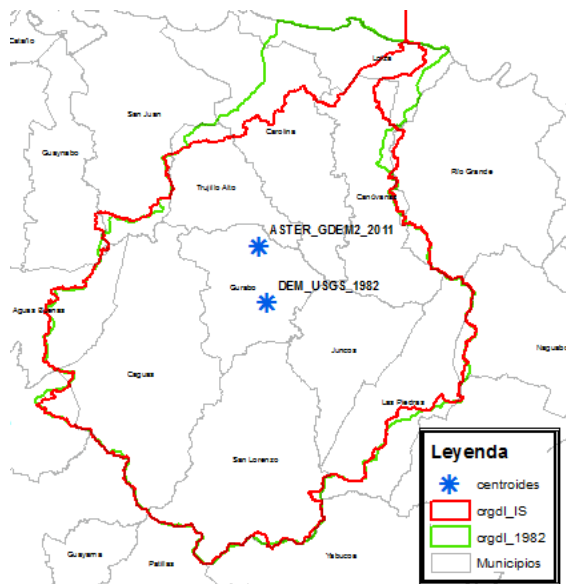 Cataño
Loiza
San Juan
Carolina
Guaynabo
Rio Grande
Trujillo Alto
Canóvanas
ASTER_GDEM2_2011
Gurabo
DEM_USGS_1982
Aguas Buenas
Naguabo
Juncos
Caguas
Las Piedras
San Lorenzo
Guayama
Patillas
Yabucoa
Leyenda
centroides
crgdl_IS
crgdl_1982
Municipios